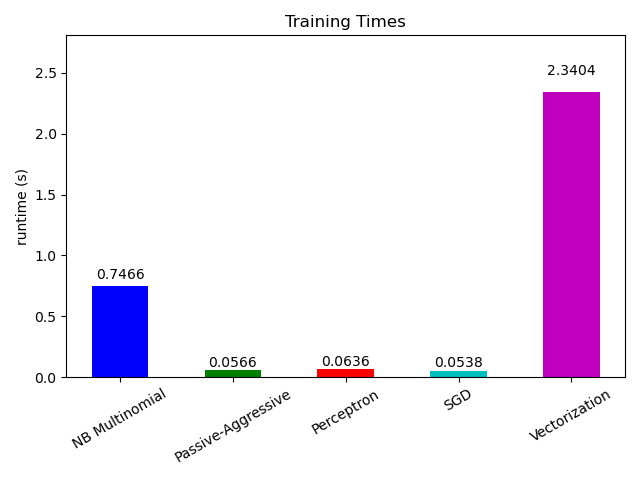 Training Times
runtime (s)
2.5
2.0
1.5
1.0
0.5
0.0
0.7466
0.0566
0.0636
0.0538
2.3404
NB Multinomial
Passive-Aggressive
Perceptron
SGD
Vectorization